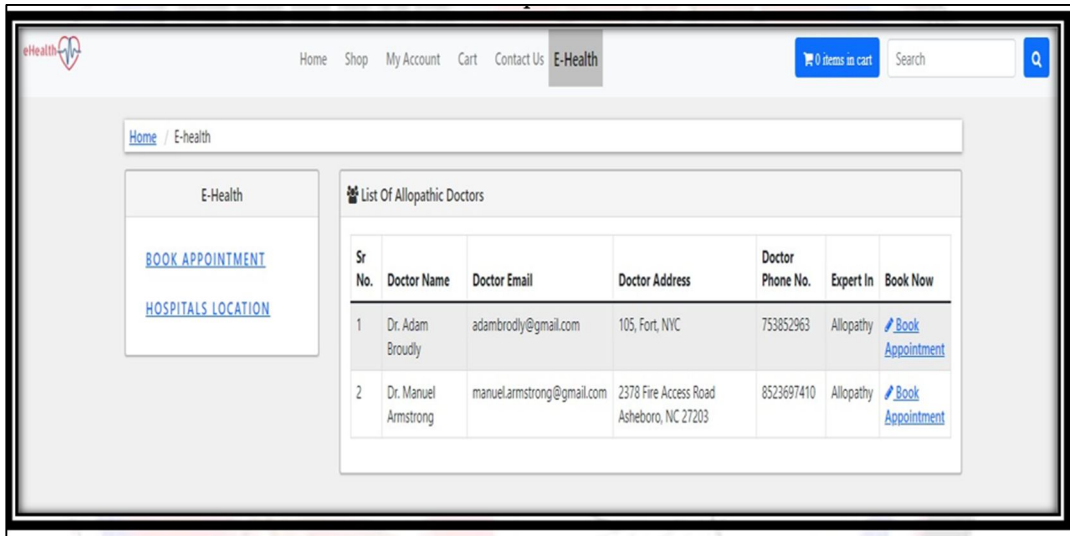 eHealth
Home Shop My Account Cart Contact Us E-Health
0 items in cart
Search
Home / E-health
E-Health
BOOK APPOINTMENT
HOSPITALS LOCATION
List Of Allopathic Doctors
Sr No. Doctor Name Doctor Email Doctor Address Doctor Phone No. Expert In Book Now
1 Dr. Adam Broudly adambrodly@gmail.com 105, Fort, NYC 753852963 Allopathy Book Appointment
2 Dr. Manuel Armstrong manuel.armstrong@gmail.com 2378 Fire Access Road Asheboro, NC 27203 8523697410 Allopathy Book Appointment